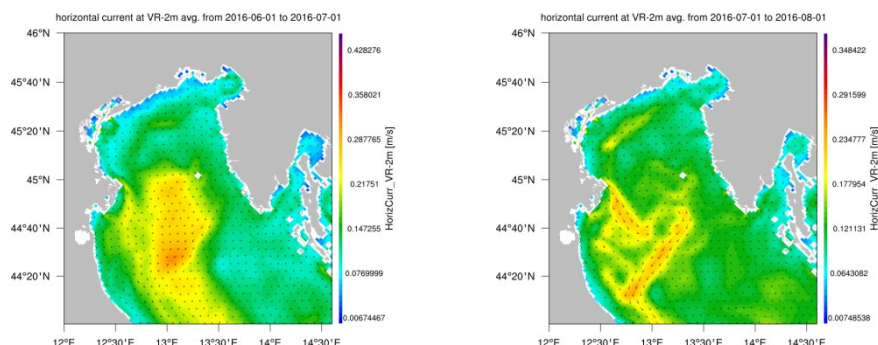 horizontal current at VR-2m avg. from 2016-06-01 to 2016-07-01
46°N
45°40'N
45°20'N
45°N
44°40'N
44°20'N
12°E
12°30'E
13°E
13°30'E
14°E
14°30'E
0.428276
0.358021
0.287765
0.21751
0.147255
0.0769999
0.00674467
HorizCurr_VR-2m [m/s]
horizontal current at VR-2m avg. from 2016-07-01 to 2016-08-01
46°N
45°40'N
45°20'N
45°N
44°40'N
44°20'N
12°E
12°30'E
13°E
13°30'E
14°E
14°30'E
0.348422
0.291599
0.234777
0.177954
0.121131
0.0643082
0.00748538
HorizCurr_VR-2m [m/s]